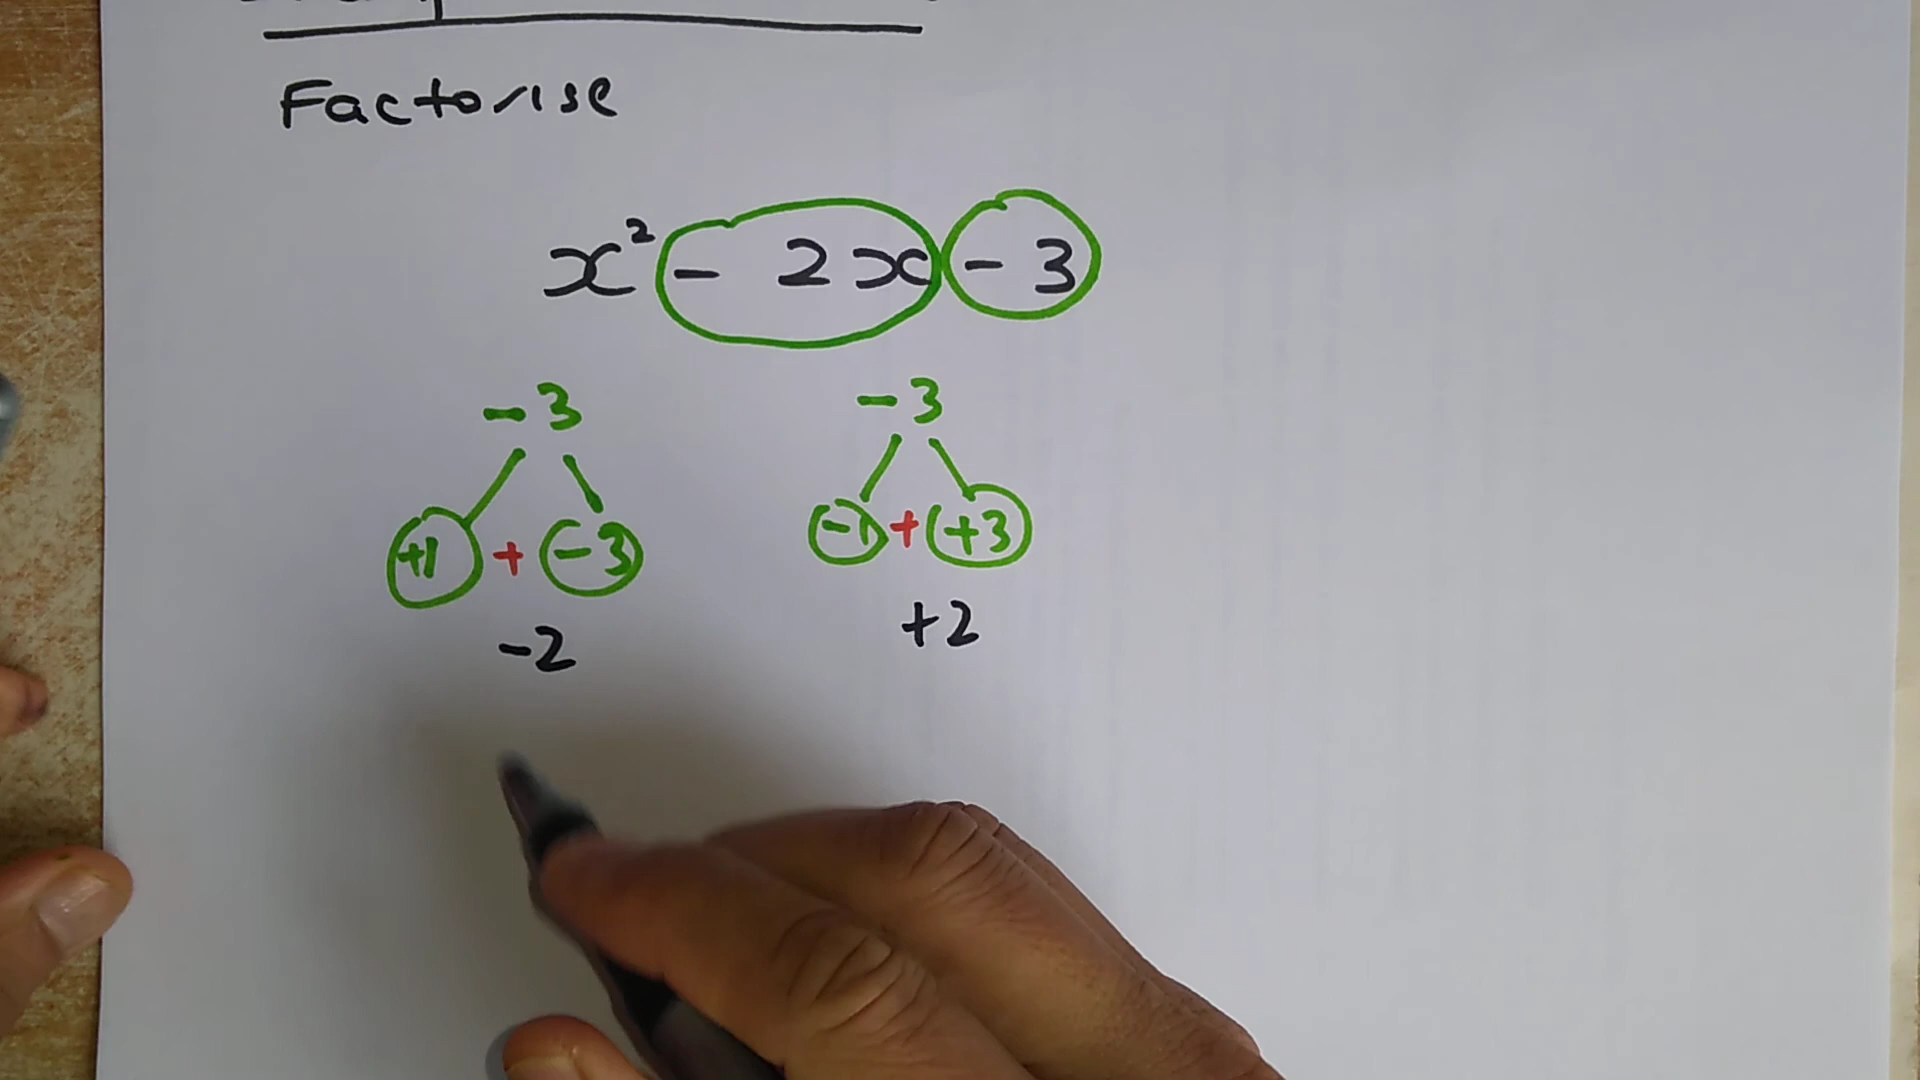 Factorise
x² - 2x - 3
-3 -3
+1 + -3 -1 + +3
-2 +2